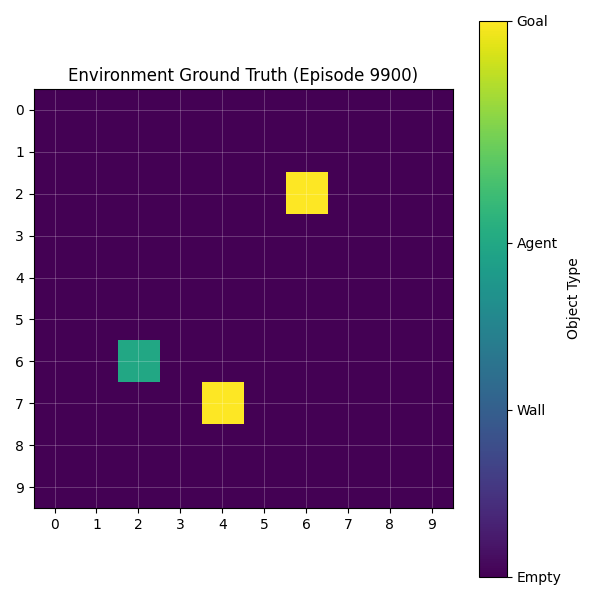 Environment Ground Truth (Episode 9900)
0
1
2
3
4
5
6
7
8
9
0 1 2 3 4 5 6 7 8 9
Goal
Agent
Wall
Empty
Object Type